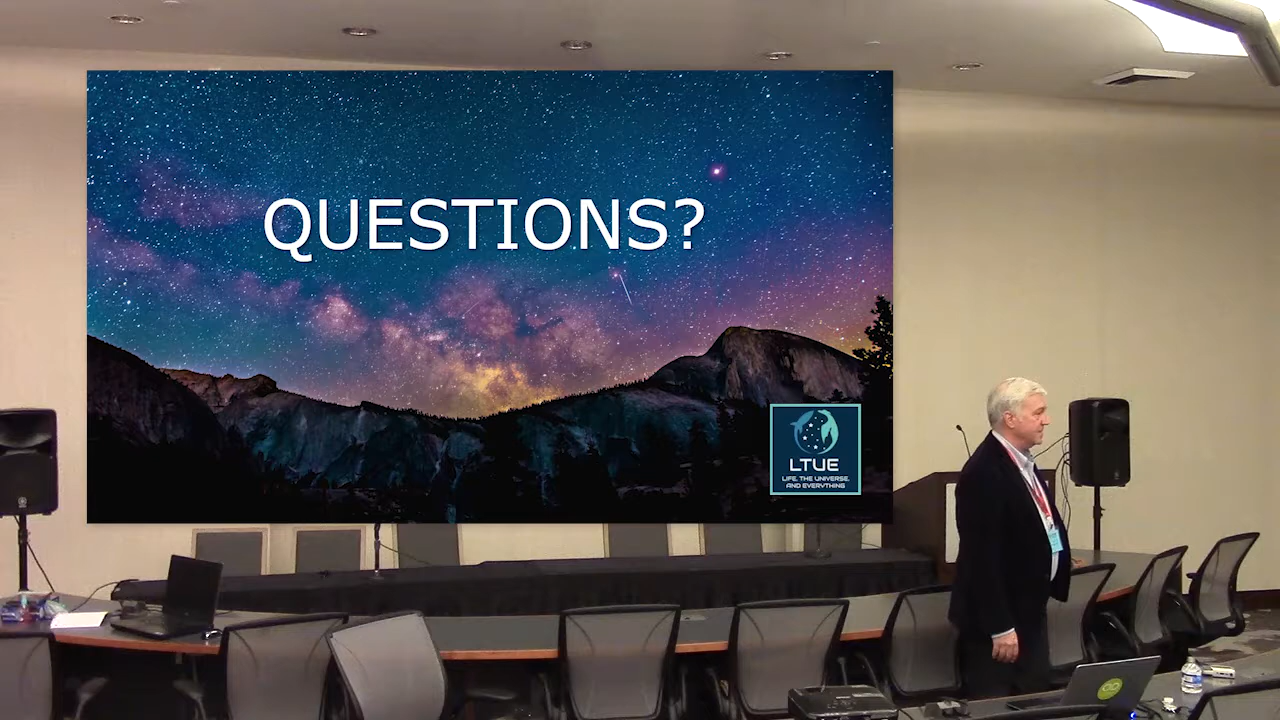 QUESTIONS?
LTUE
LIFE, THE UNIVERSE,
AND EVERYTHING